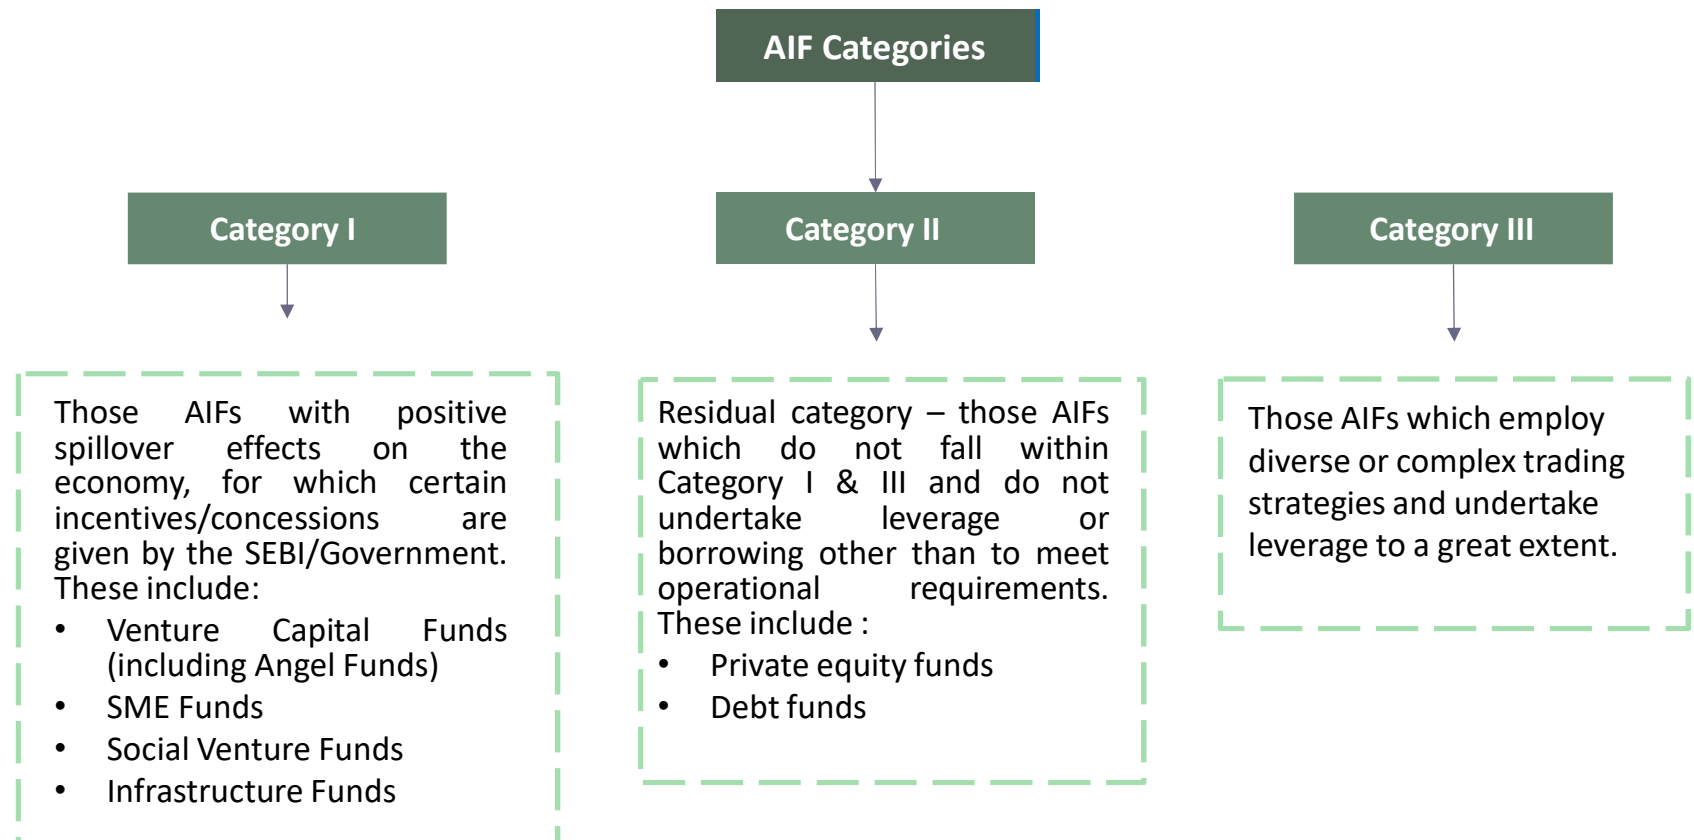 AIF Categories
Category I
Category II
Category III
Those AIFs with positive
spillover effects on the
economy, for which certain
incentives/concessions are
given by the SEBI/Government.
These include:
• Venture Capital Funds
(including Angel Funds)
• SME Funds
• Social Venture Funds
• Infrastructure Funds
Residual category – those AIFs
which do not fall within
Category I & III and do not
undertake leverage or
borrowing other than to meet
operational requirements.
These include :
• Private equity funds
• Debt funds
Those AIFs which employ
diverse or complex trading
strategies and undertake
leverage to a great extent.